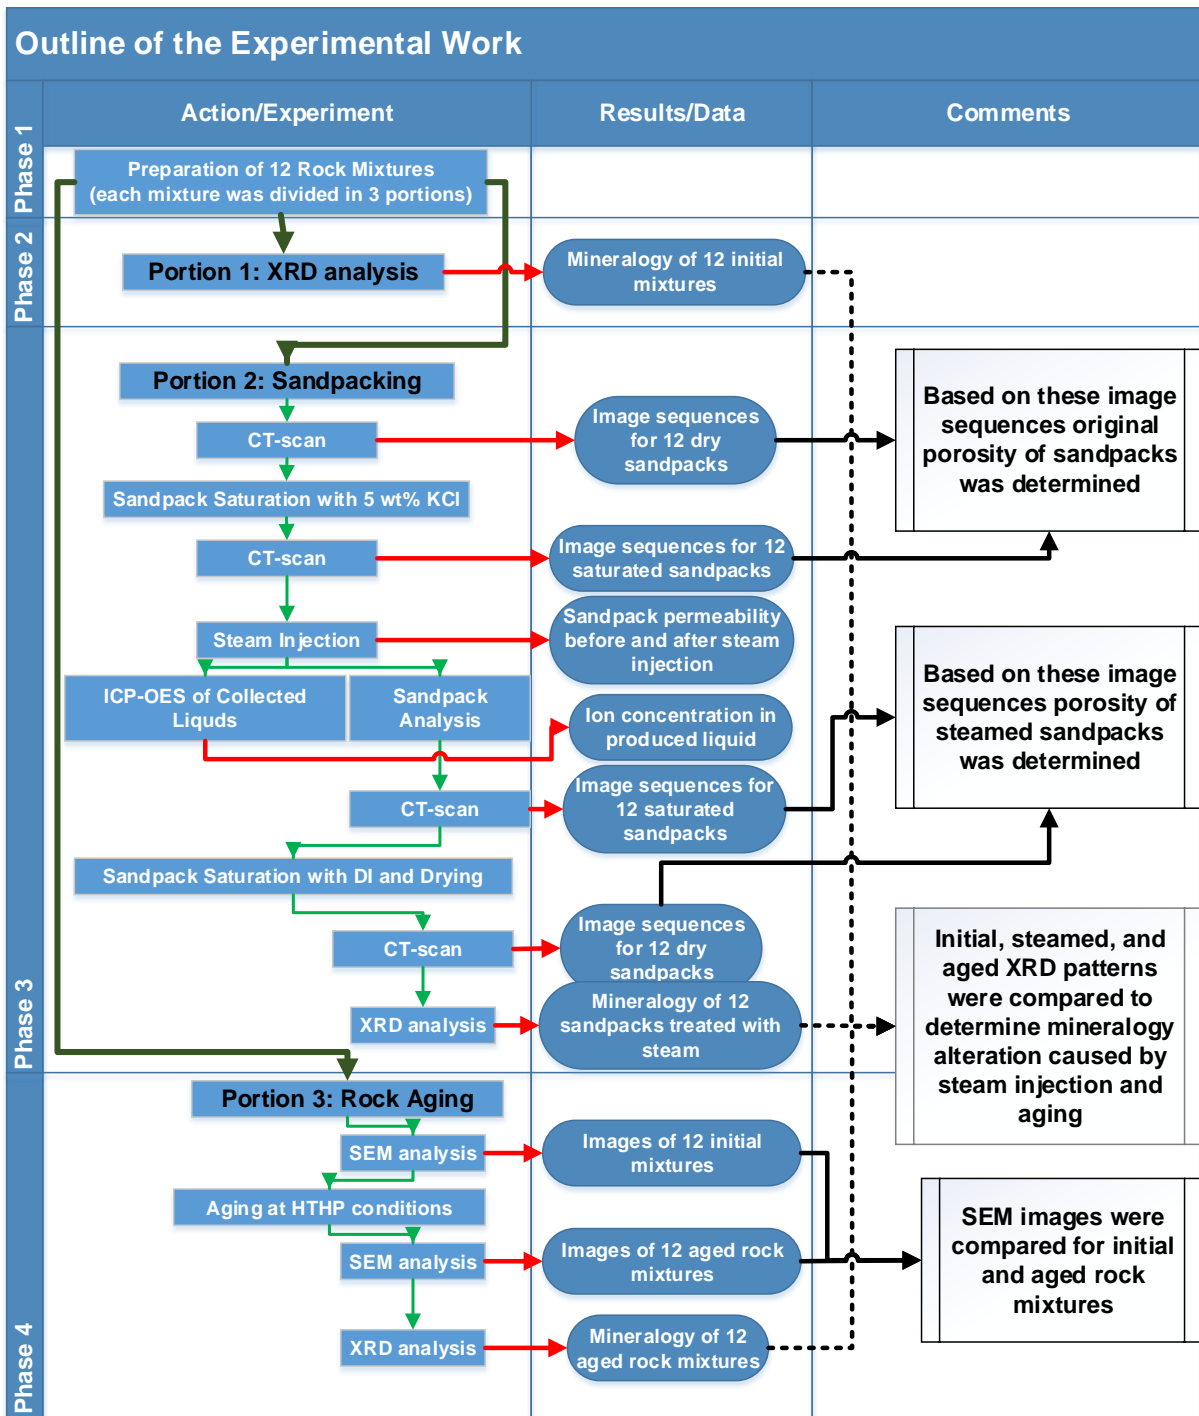 Outline of the Experimental Work
Action/Experiment
Results/Data
Comments
Phase 1
Preparation of 12 Rock Mixtures
(each mixture was divided in 3 portions)
Phase 2
Portion 1: XRD analysis
Mineralogy of 12 initial
mixtures
Phase 3
Portion 2: Sandpacking
CT-scan
Image sequences
for 12 dry
sandpacks
Based on these image
sequences original
porosity of sandpacks
was determined
Sandpack Saturation with 5 wt% KCl
CT-scan
Image sequences for 12
saturated sandpacks
Steam Injection
Sandpack permeability
before and after steam
injection
ICP-OES of Collected
Liquds
Sandpack
Analysis
Ion concentration in
produced liquid
Based on these image
sequences porosity of
steamed sandpacks
was determined
CT-scan
Image sequences for
12 saturated
sandpacks
Sandpack Saturation with DI and Drying
CT-scan
Image sequences
for 12 dry
sandpacks
XRD analysis
Mineralogy of 12
sandpacks treated with
steam
Initial, steamed, and
aged XRD patterns
were compared to
determine mineralogy
alteration caused by
steam injection and
aging
Phase 4
Portion 3: Rock Aging
SEM analysis
Images of 12 initial
mixtures
Aging at HTHP conditions
SEM analysis
Images of 12 aged rock
mixtures
SEM images were
compared for initial
and aged rock
mixtures
XRD analysis
Mineralogy of 12
aged rock mixtures